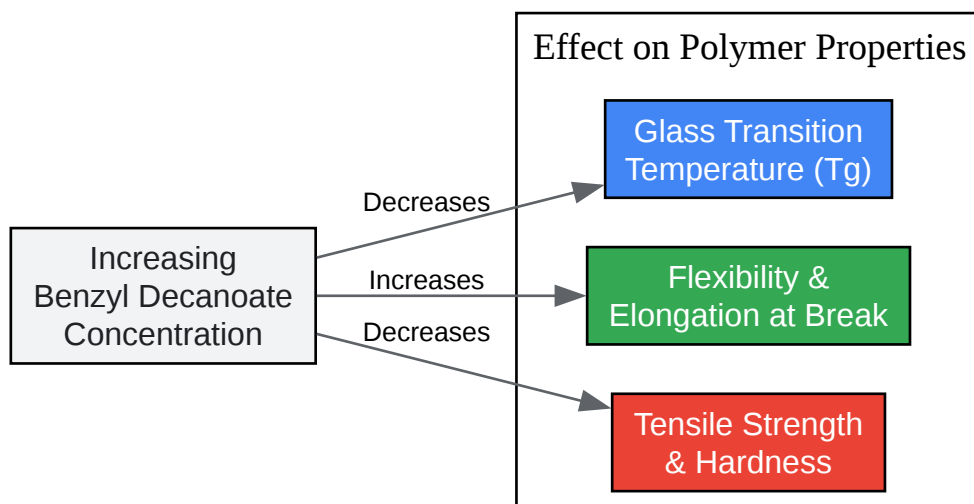 Effect on Polymer Properties
Glass Transition
Temperature (Tg)
Decreases
Increasing
Benzyl Decanoate
Concentration
Increases
Flexibility &
Elongation at Break
Decreases
Tensile Strength
& Hardness